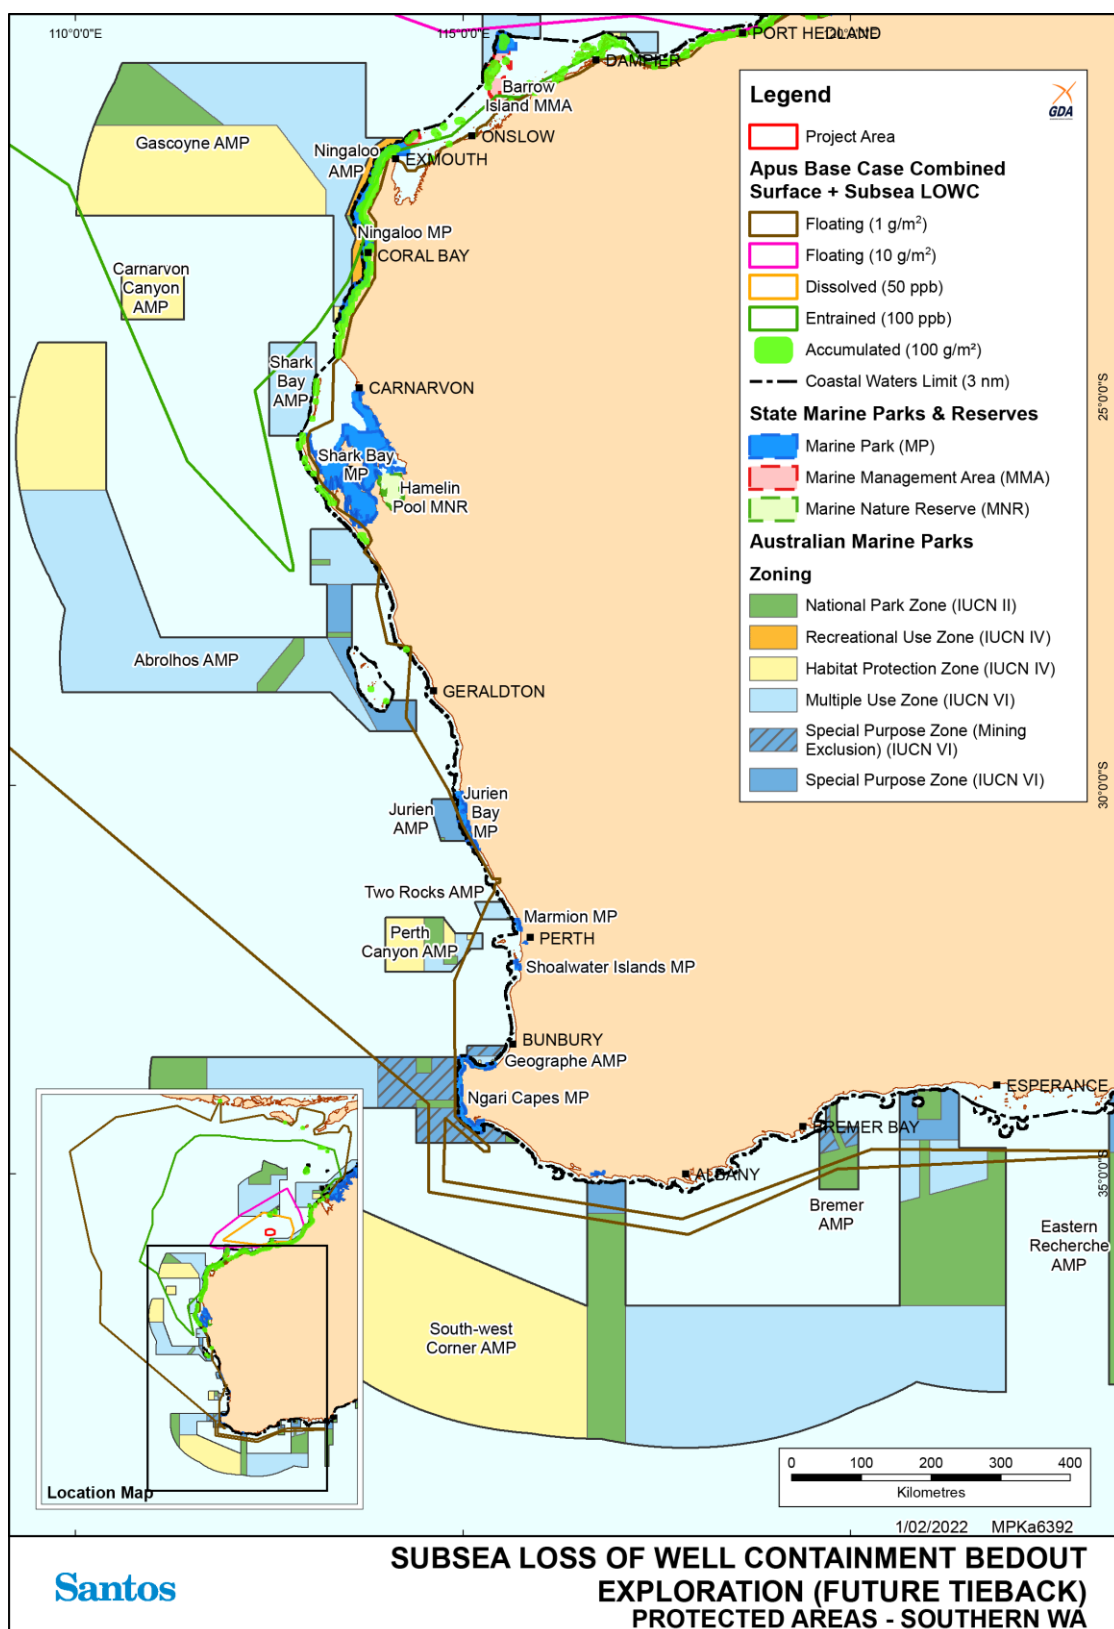 110°0'0"E
115°0'0"E
120°0'0"E
PORT HEDLAND
DAMPIER
Barrow
Island MMA
ONSLOW
Gascoyne AMP
Ningaloo
AMP
EXMOUTH
Ningaloo MP
CORAL BAY
Carnarvon
Canyon
AMP
Shark
Bay
AMP
CARNARVON
Shark Bay
MP
Hamelin
Pool MNR
Abrolhos AMP
GERALDTON
Jurien
AMP
Jurien
Bay
MP
Two Rocks AMP
Marmion MP
Perth
Canyon AMP
PERTH
Shoalwater Islands MP
BUNBURY
Geographe AMP
Ngari Capes MP
ESPERANCE
BREMER BAY
ALBANY
Bremer
AMP
Eastern
Recherche
AMP
South-west
Corner AMP
25°0'0"S
30°0'0"S
35°0'0"S
Legend
GDA
Project Area
Apus Base Case Combined
Surface + Subsea LOWC
Floating (1 g/m²)
Floating (10 g/m²)
Dissolved (50 ppb)
Entrained (100 ppb)
Accumulated (100 g/m²)
Coastal Waters Limit (3 nm)
State Marine Parks & Reserves
Marine Park (MP)
Marine Management Area (MMA)
Marine Nature Reserve (MNR)
Australian Marine Parks
Zoning
National Park Zone (IUCN II)
Recreational Use Zone (IUCN IV)
Habitat Protection Zone (IUCN IV)
Multiple Use Zone (IUCN VI)
Special Purpose Zone (Mining
Exclusion) (IUCN VI)
Special Purpose Zone (IUCN VI)
Location Map
0 100 200 300 400
Kilometres
1/02/2022 MPKa6392
Santos
SUBSEA LOSS OF WELL CONTAINMENT BEDOUT
EXPLORATION (FUTURE TIEBACK)
PROTECTED AREAS - SOUTHERN WA